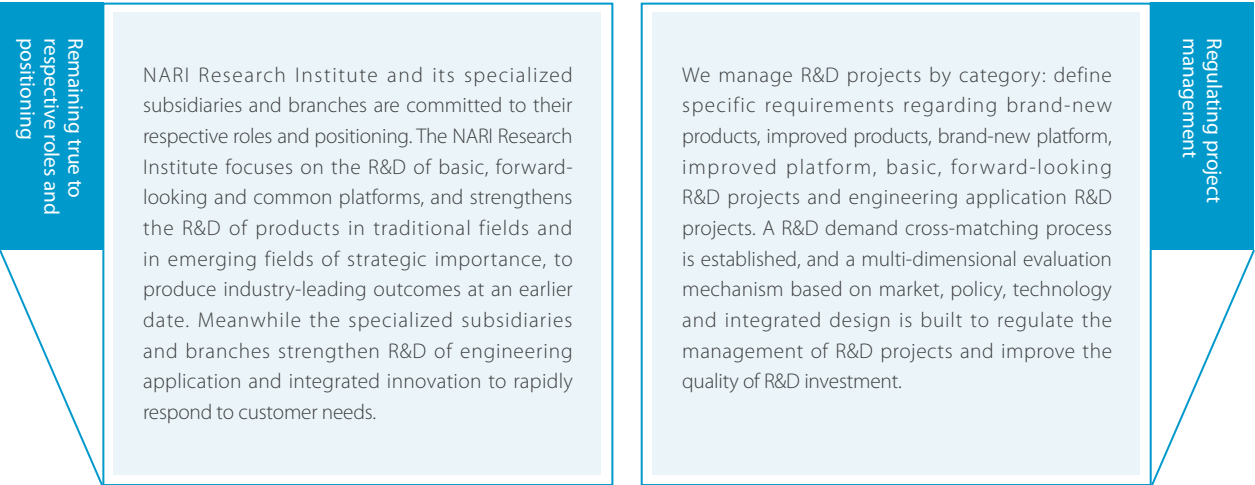 Remaining true to
respective roles and
positioning
NARI Research Institute and its specialized
subsidiaries and branches are committed to their
respective roles and positioning. The NARI Research
Institute focuses on the R&D of basic, forward-
looking and common platforms, and strengthens
the R&D of products in traditional fields and
in emerging fields of strategic importance, to
produce industry-leading outcomes at an earlier
date. Meanwhile the specialized subsidiaries
and branches strengthen R&D of engineering
application and integrated innovation to rapidly
respond to customer needs.
We manage R&D projects by category: define
specific requirements regarding brand-new
products, improved products, brand-new platform,
improved platform, basic, forward-looking
R&D projects and engineering application R&D
projects. A R&D demand cross-matching process
is established, and a multi-dimensional evaluation
mechanism based on market, policy, technology
and integrated design is built to regulate the
management of R&D projects and improve the
quality of R&D investment.
Regulating project
management